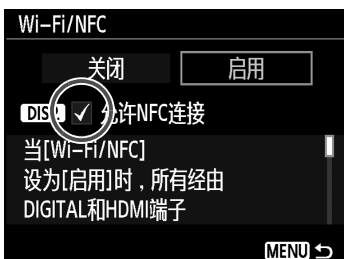 Wi-Fi/NFC
关闭 启用
DISP. ✓ 允许NFC连接
当[Wi-Fi/NFC]
设为[启用]时，所有经由
DIGITAL和HDMI端子
MENU